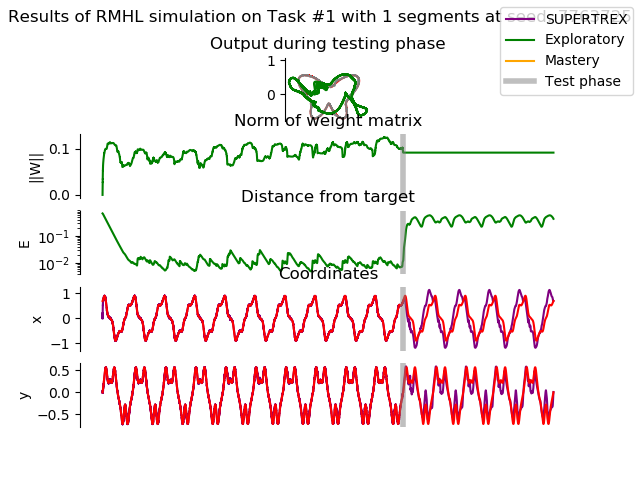 Results of RMHL simulation on Task #1 with 1 segments at seed
SUPERTREX
Exploratory
Mastery
Test phase
Output during testing phase
1
0
Norm of weight matrix
||W||
0.1
0.0
Distance from target
E
10⁻¹
10⁻²
Coordinates
x
1
0
−1
y
0.5
0.0
−0.5